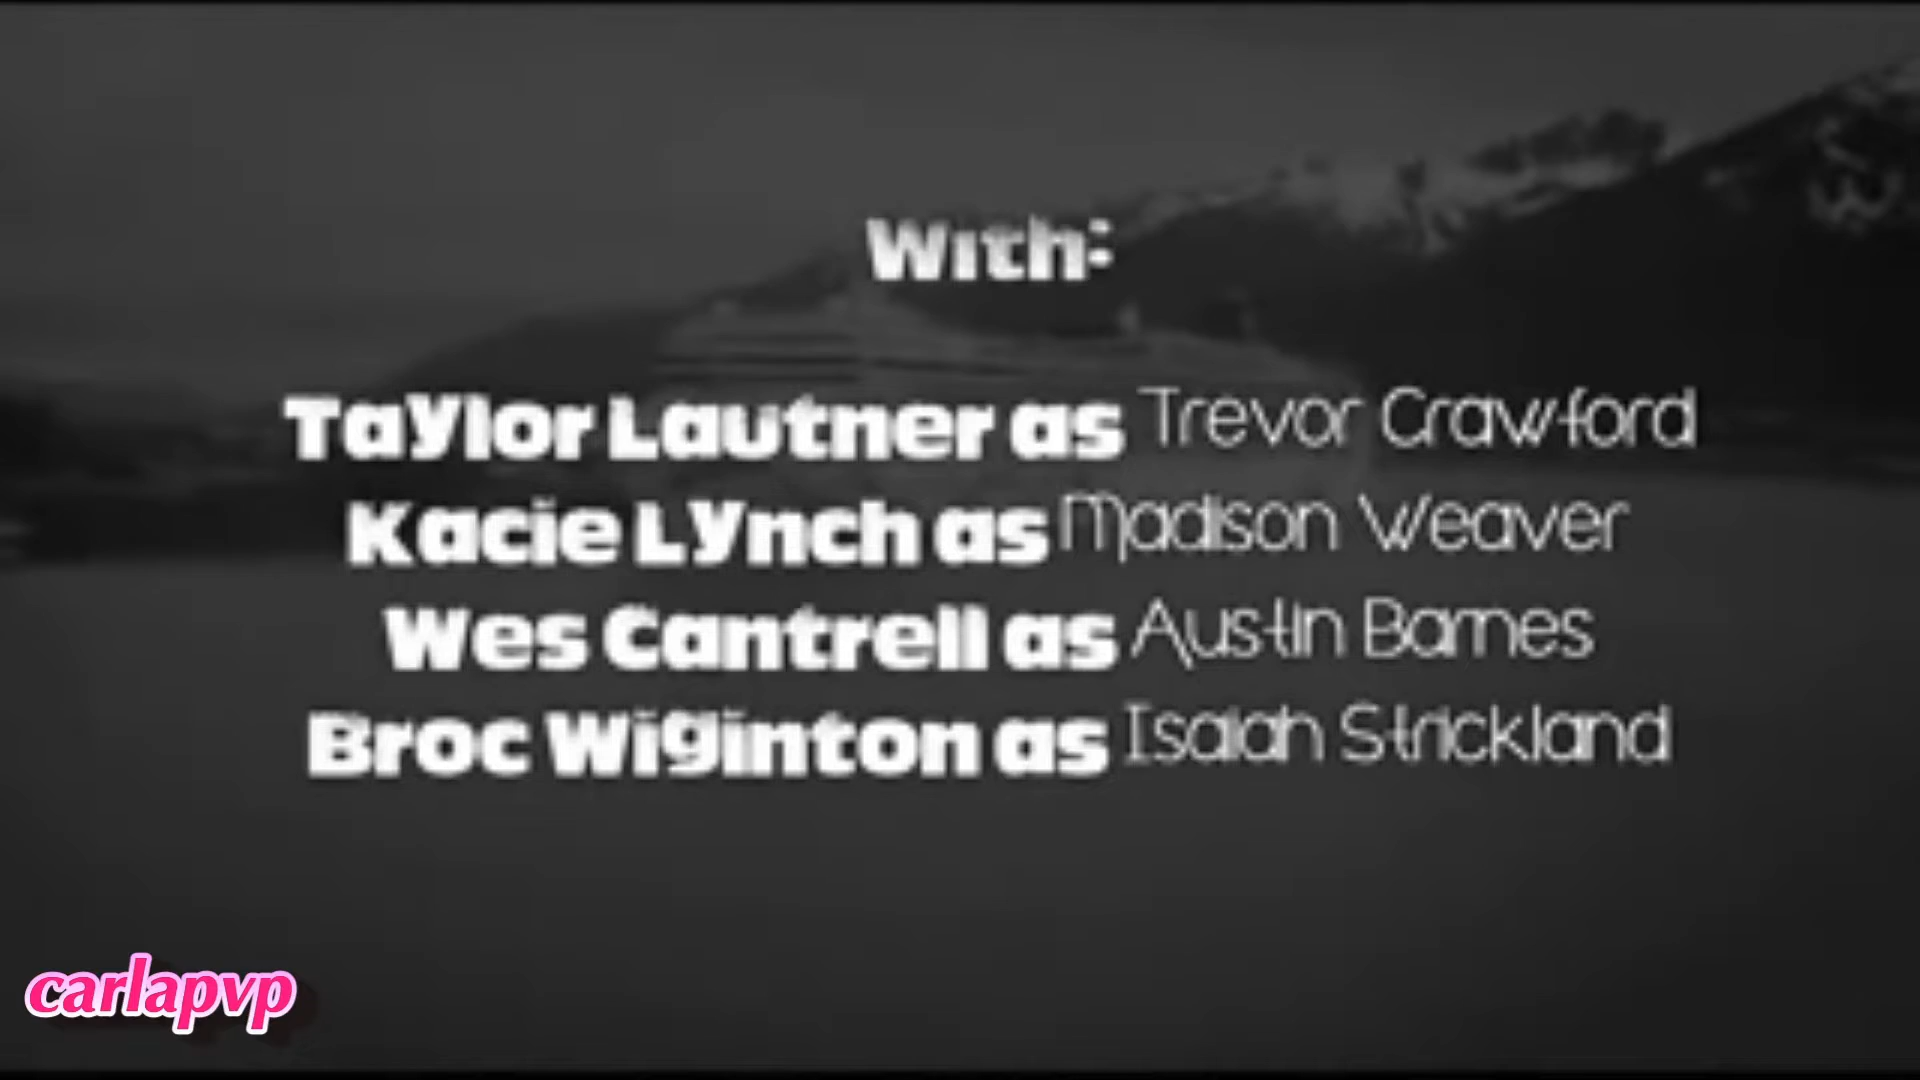 With:
Taylor Lautner as Trevor Crawford
Kacie Lynch as Madison Weaver
Wes Cantrell as Austin Barnes
Broc Wiginton as Isaiah Strickland
carlapvp